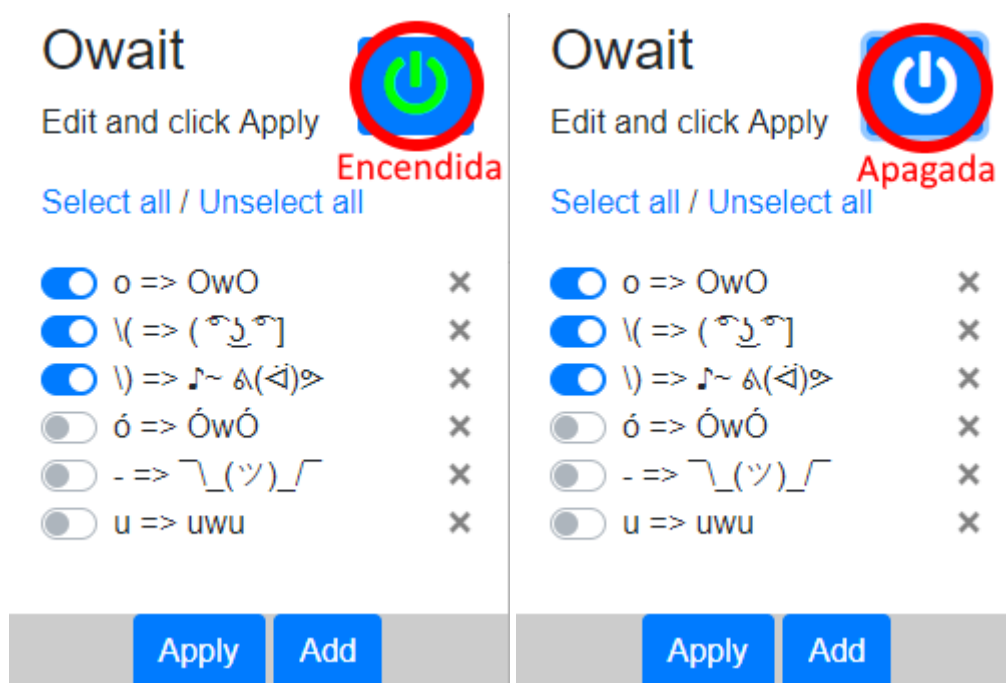 Owait
Edit and click Apply
Encendida
Select all / Unselect all
o => OwO
\( => ( ͡° ͜ʖ ͡°]
\) => ♪~ ᕕ(ᐛ)ᕗ
ó => ÓwÓ
- => ¯\_(ツ)_/¯
u => uwu
Apply Add
Owait
Edit and click Apply
Apagada
Select all / Unselect all
o => OwO
\( => ( ͡° ͜ʖ ͡°]
\) => ♪~ ᕕ(ᐛ)ᕗ
ó => ÓwÓ
- => ¯\_(ツ)_/¯
u => uwu
Apply Add